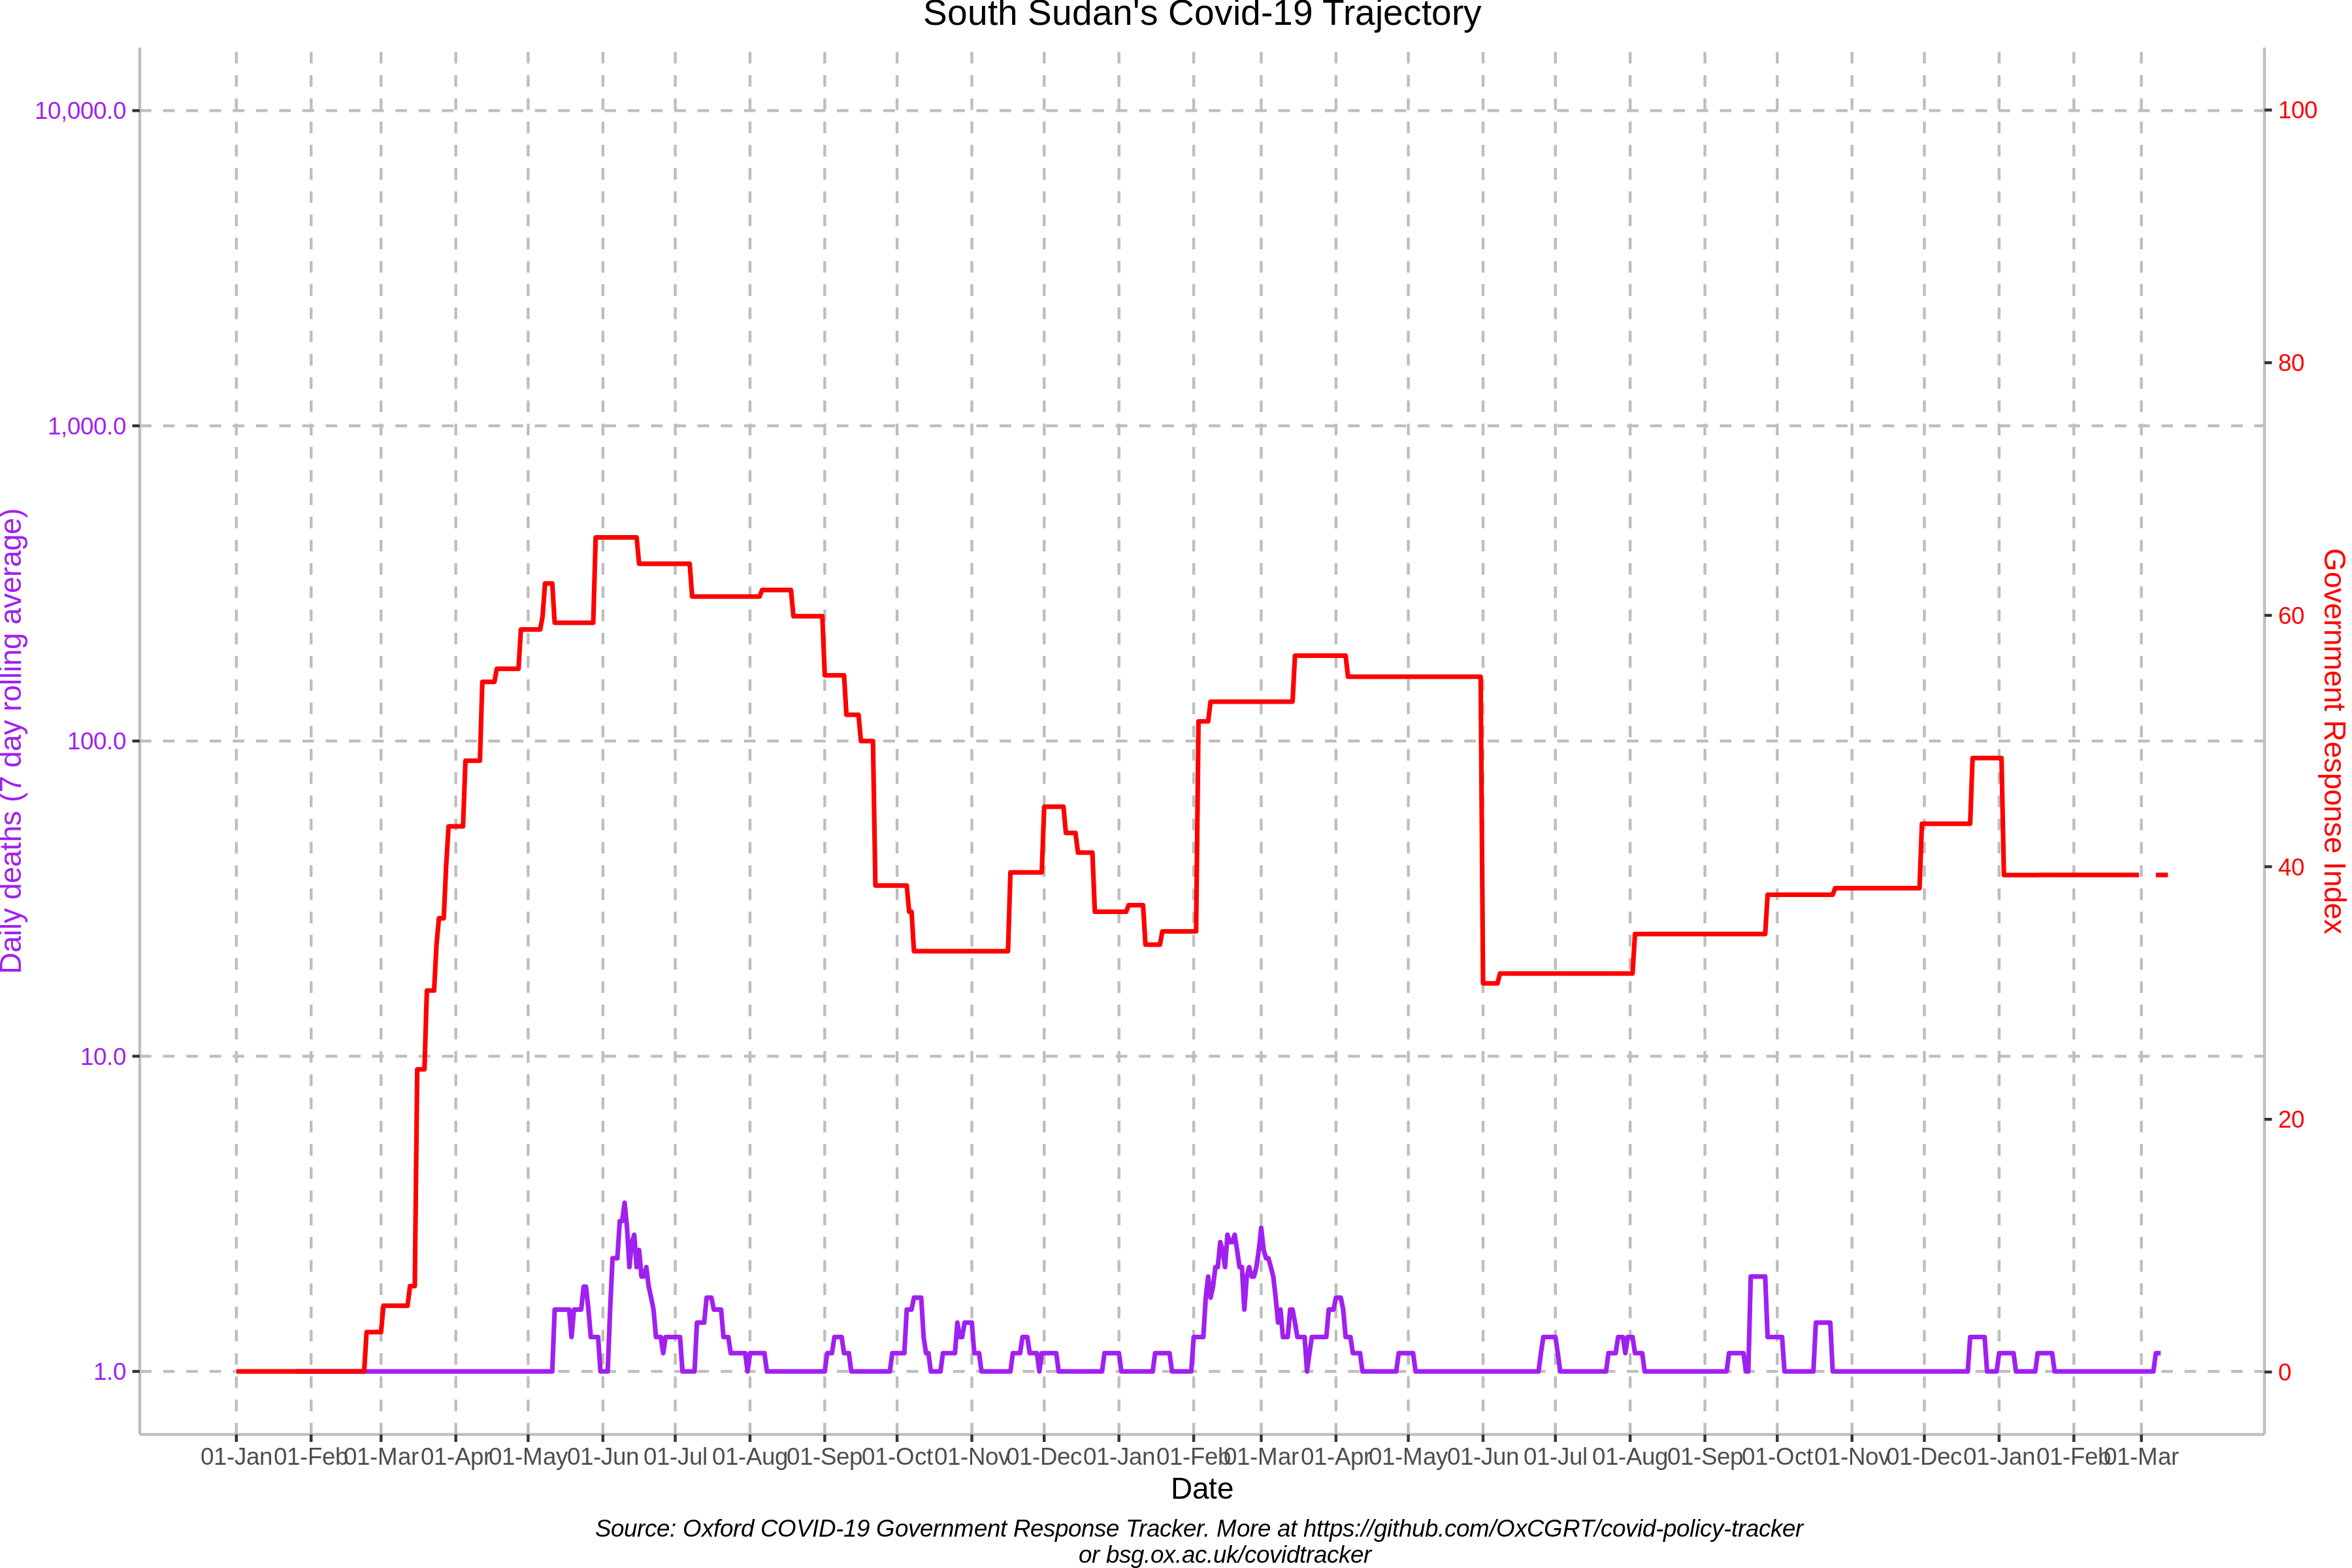 South Sudan's Covid-19 Trajectory
10,000.0
1,000.0
100.0
10.0
1.0
Daily deaths (7 day rolling average)
100
80
60
40
20
0
Government Response Index
01-Jan 01-Feb 01-Mar 01-Apr 01-May 01-Jun 01-Jul 01-Aug 01-Sep 01-Oct 01-Nov 01-Dec 01-Jan 01-Feb 01-Mar 01-Apr 01-May 01-Jun 01-Jul 01-Aug 01-Sep 01-Oct 01-Nov 01-Dec 01-Jan 01-Feb 01-Mar
Date
Source: Oxford COVID-19 Government Response Tracker. More at https://github.com/OxCGRT/covid-policy-tracker
or bsg.ox.ac.uk/covidtracker